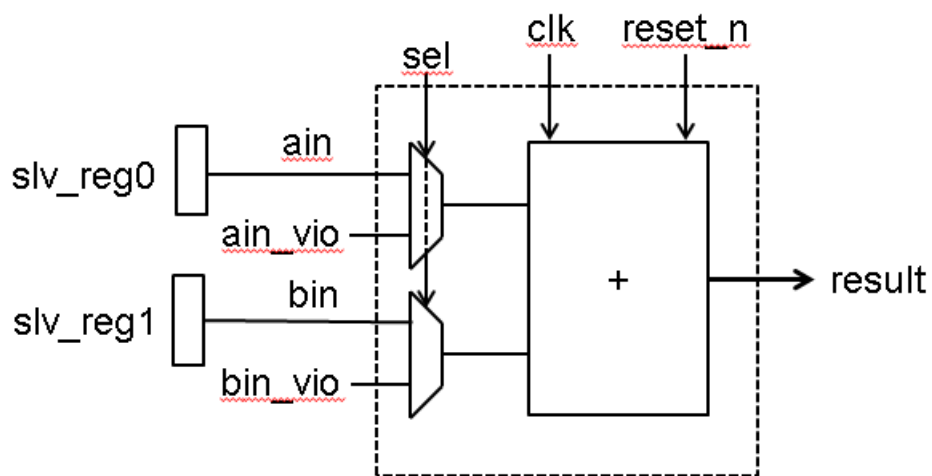 clk
reset_n
sel
ain
slv_reg0
ain_vio
bin
slv_reg1
bin_vio
+
result